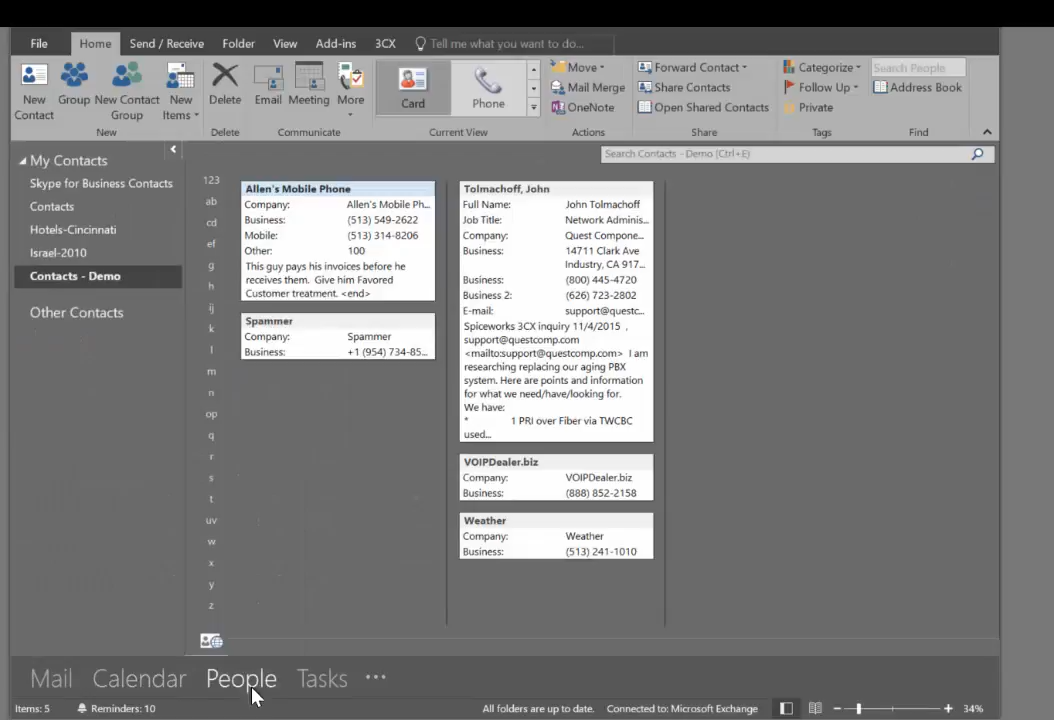 File Home Send / Receive Folder View Add-ins 3CX Tell me what you want to do...
New Contact
Group
New Contact Group
New Items
Delete
Email
Meeting
More
Card
Phone
Move
Mail Merge
OneNote
Forward Contact
Share Contacts
Open Shared Contacts
Categorize
Follow Up
Private
Search People
Address Book
New Delete Communicate Current View Actions Share Tags Find
Search Contacts - Demo (Ctrl+E)
My Contacts
Skype for Business Contacts
Contacts
Hotels-Cincinnati
Israel-2010
Contacts - Demo
Other Contacts
123
ab
cd
ef
g
h
ij
k
l
m
n
op
q
r
s
t
uv
w
x
y
z
Allen's Mobile Phone
Company: Allen's Mobile Ph...
Business: (513) 549-2622
Mobile: (513) 314-8206
Other: 100
This guy pays his invoices before he
receives them. Give him Favored
Customer treatment. <end>
Spammer
Company: Spammer
Business: +1 (954) 734-85...
Tolmachoff, John
Full Name: John Tolmachoff
Job Title: Network Adminis...
Company: Quest Compone...
Business: 14711 Clark Ave
Industry, CA 917...
Business: (800) 445-4720
Business 2: (626) 723-2802
E-mail: support@questc...
Spiceworks 3CX inquiry 11/4/2015 ,
support@questcomp.com
<mailto:support@questcomp.com> I am
researching replacing our aging PBX
system. Here are points and information
for what we need/have/looking for.
We have:
* 1 PRI over Fiber via TWCBC
used...
VOIPDealer.biz
Company: VOIPDealer.biz
Business: (888) 852-2158
Weather
Company: Weather
Business: (513) 241-1010
Mail Calendar People Tasks ...
Items: 5 Reminders: 10 All folders are up to date. Connected to: Microsoft Exchange 34%